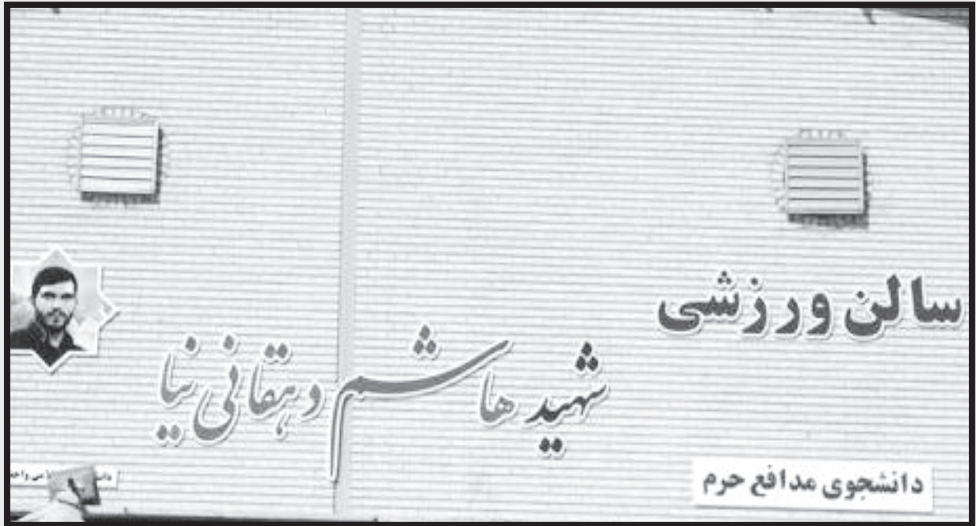 سالن ورزشی
شهید هاشم دهقانی نیا
دانشجوی مدافع حرم